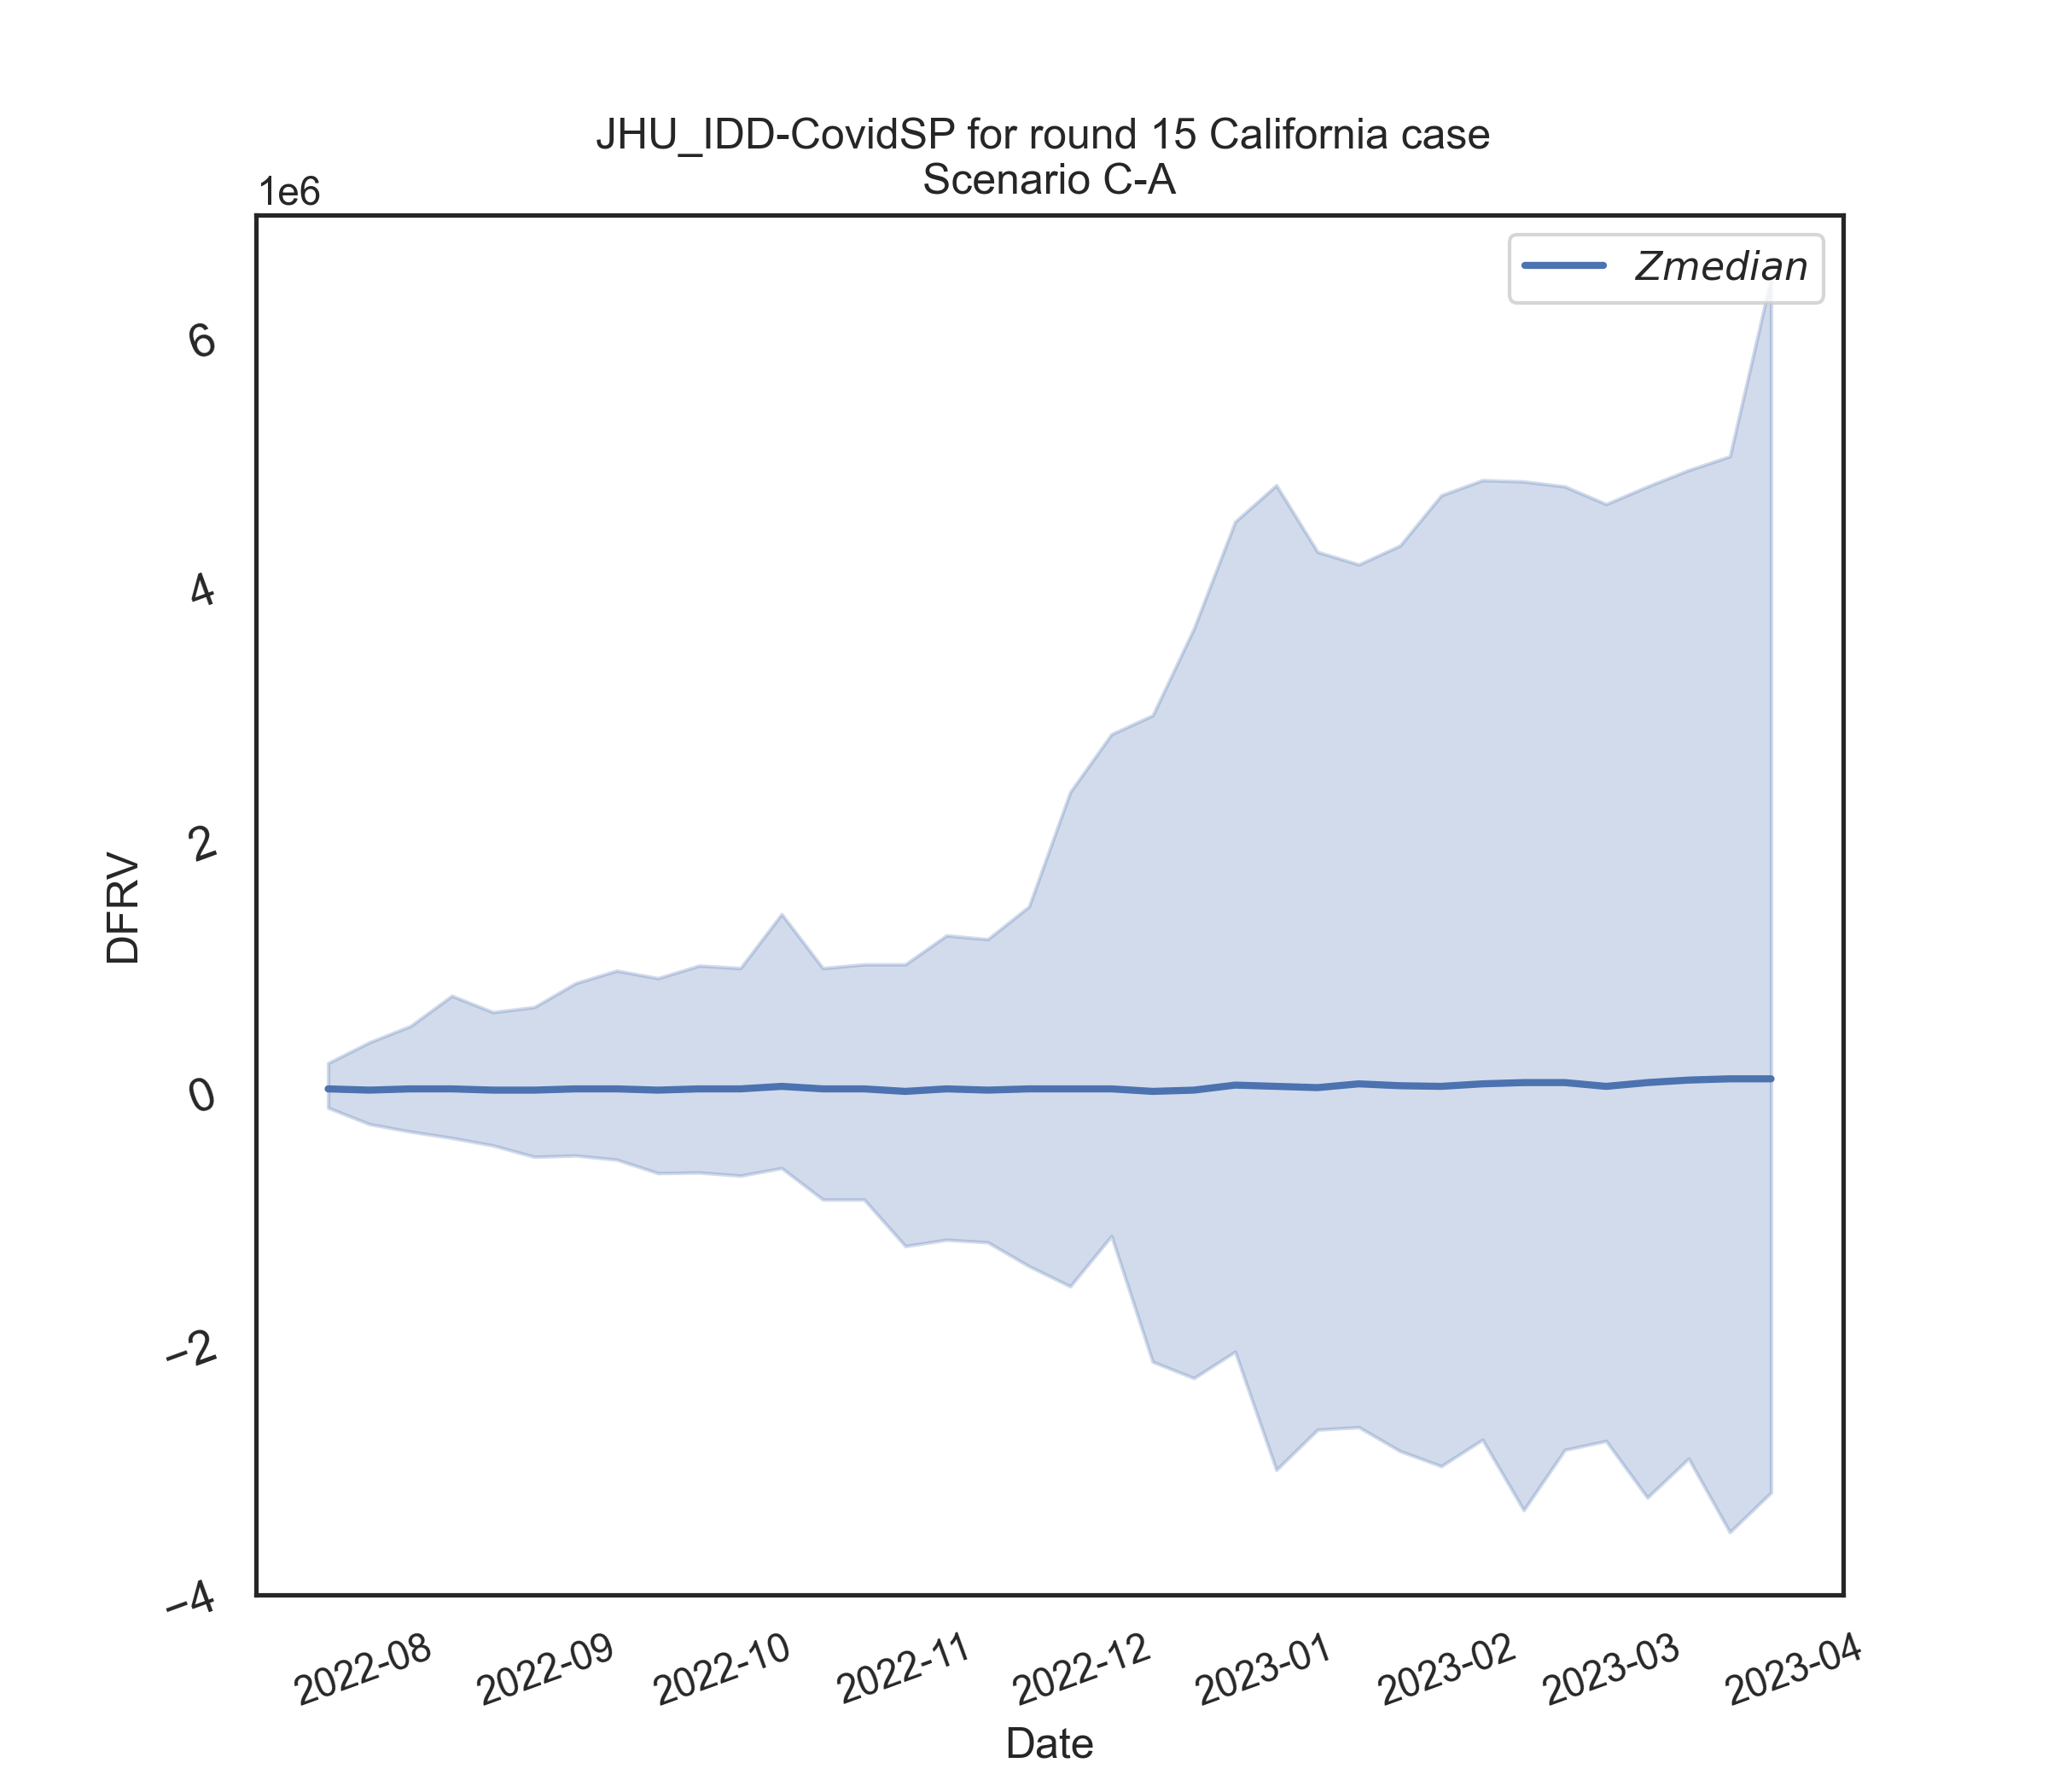 JHU_IDD-CovidSP for round 15 California case
Scenario C-A
1e6
Zmedian
6
4
2
0
−2
−4
DFRV
2022-08
2022-09
2022-10
2022-11
2022-12
2023-01
2023-02
2023-03
2023-04
Date